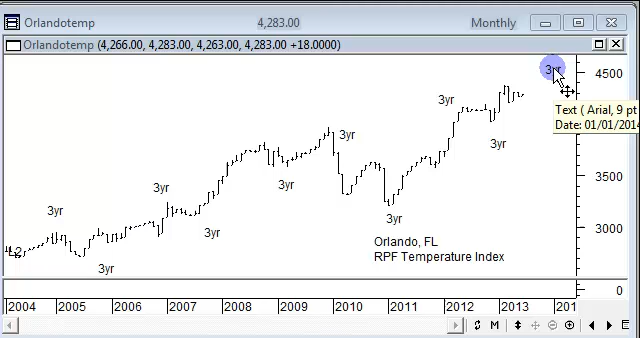 Orlandotemp 4,283.00 Monthly
Orlandotemp (4,266.00, 4,283.00, 4,263.00, 4,283.00 +18.0000)
3yr
4500
3yr
Text ( Arial, 9 pt
Date: 01/01/2014
3yr
3yr
3yr
3500
3yr
3yr
3yr
3yr
3000
3yr
Orlando, FL
RPF Temperature Index
3yr
0
2004 2005 2006 2007 2008 2009 2010 2011 2012 2013 201
M